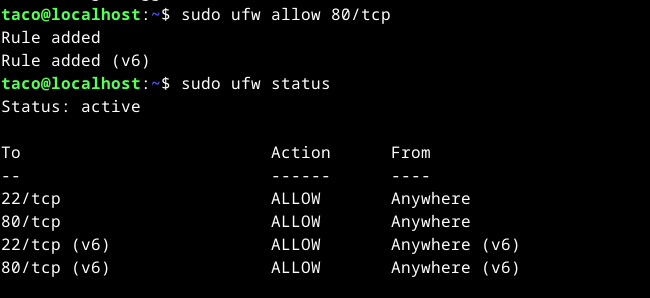 taco@localhost:~$ sudo ufw allow 80/tcp
Rule added
Rule added (v6)
taco@localhost:~$ sudo ufw status
Status: active
To Action From
-- ------ ----
22/tcp ALLOW Anywhere
80/tcp ALLOW Anywhere
22/tcp (v6) ALLOW Anywhere (v6)
80/tcp (v6) ALLOW Anywhere (v6)